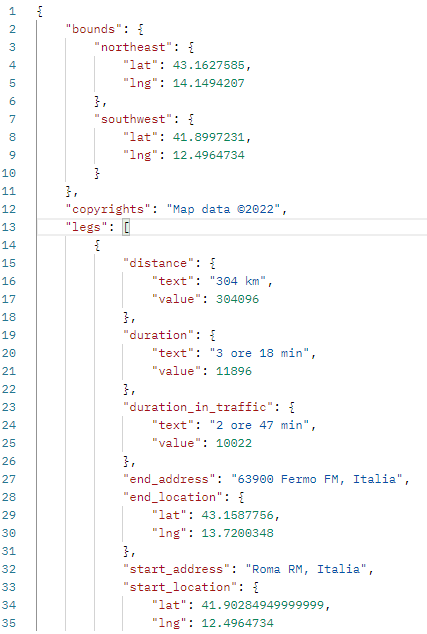 1 {
2 "bounds": {
3 "northeast": {
4 "lat": 43.1627585,
5 "lng": 14.1494207
6 },
7 "southwest": {
8 "lat": 41.8997231,
9 "lng": 12.4964734
10 }
11 },
12 "copyrights": "Map data ©2022",
13 "legs": [
14 {
15 "distance": {
16 "text": "304 km",
17 "value": 304096
18 },
19 "duration": {
20 "text": "3 ore 18 min",
21 "value": 11896
22 },
23 "duration_in_traffic": {
24 "text": "2 ore 47 min",
25 "value": 10022
26 },
27 "end_address": "63900 Fermo FM, Italia",
28 "end_location": {
29 "lat": 43.1587756,
30 "lng": 13.7200348
31 },
32 "start_address": "Roma RM, Italia",
33 "start_location": {
34 "lat": 41.90284949999999,
35 "lng": 12.4964734